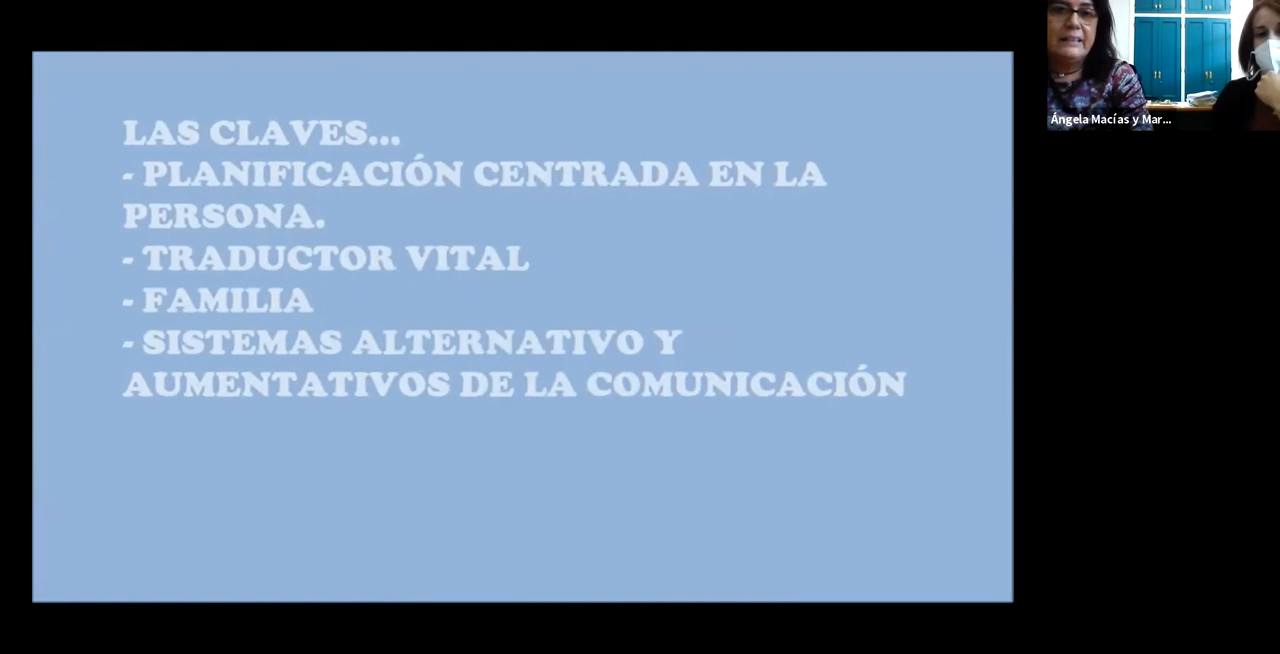 LAS CLAVES...
- PLANIFICACIÓN CENTRADA EN LA
PERSONA.
- TRADUCTOR VITAL
- FAMILIA
- SISTEMAS ALTERNATIVO Y
AUMENTATIVOS DE LA COMUNICACIÓN
Ángela Macías y Mar...